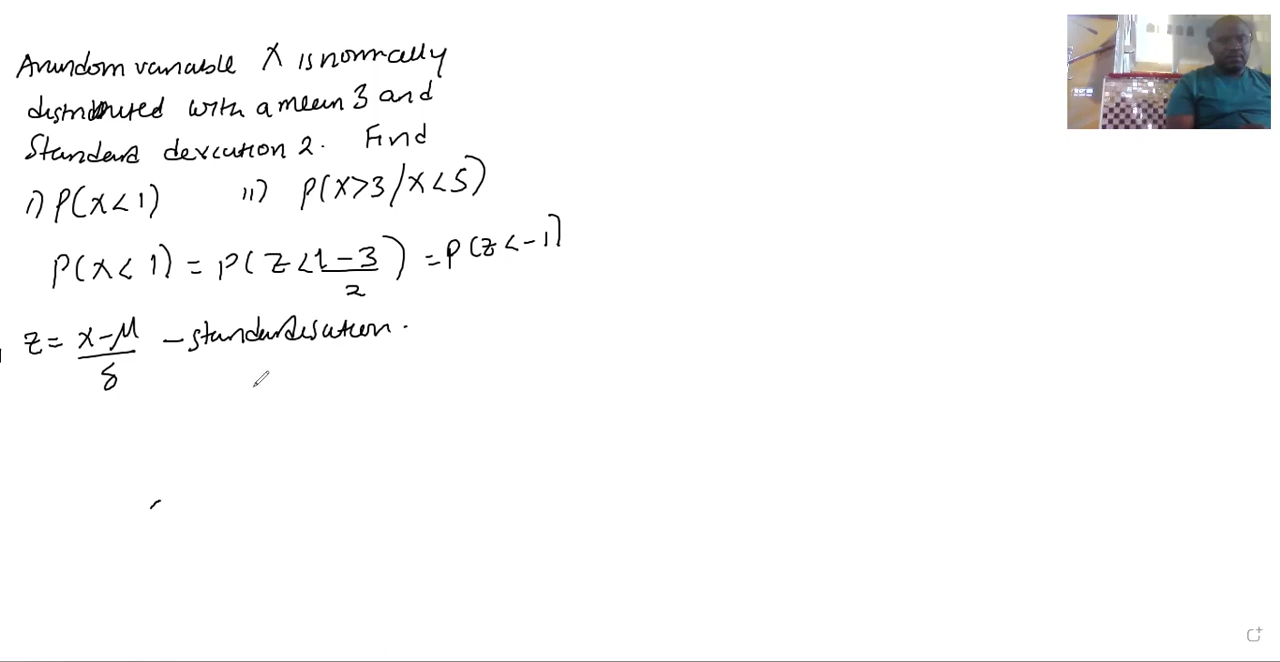 A random variable X is normally
distributed with a mean 3 and
Standard deviation 2. Find
i) P(X<1) ii) P(X>3/X<5)
P(X<1) = P(Z<(1-3)/2) = P(Z<-1)
Z = (X-μ)/δ - standardisation.